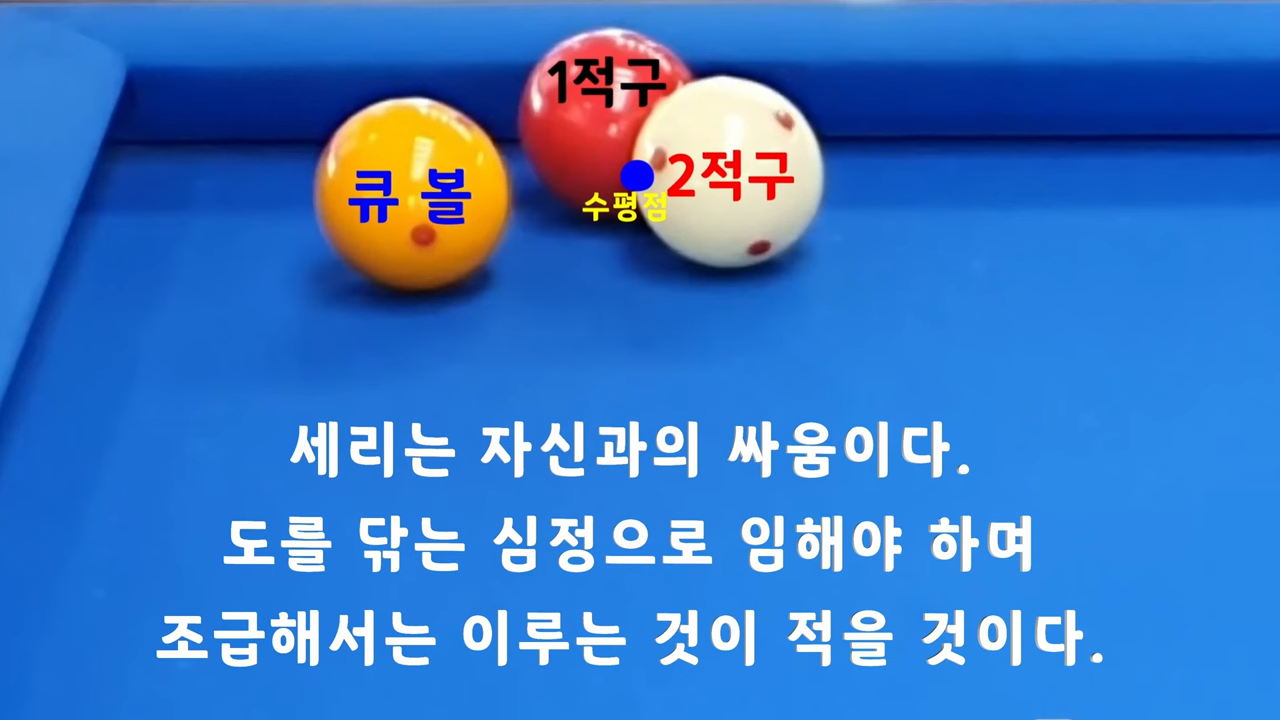 1적구
큐 볼
2적구
수평점
세리는 자신과의 싸움이다.
도를 닦는 심정으로 임해야 하며
조급해서는 이루는 것이 적을 것이다.